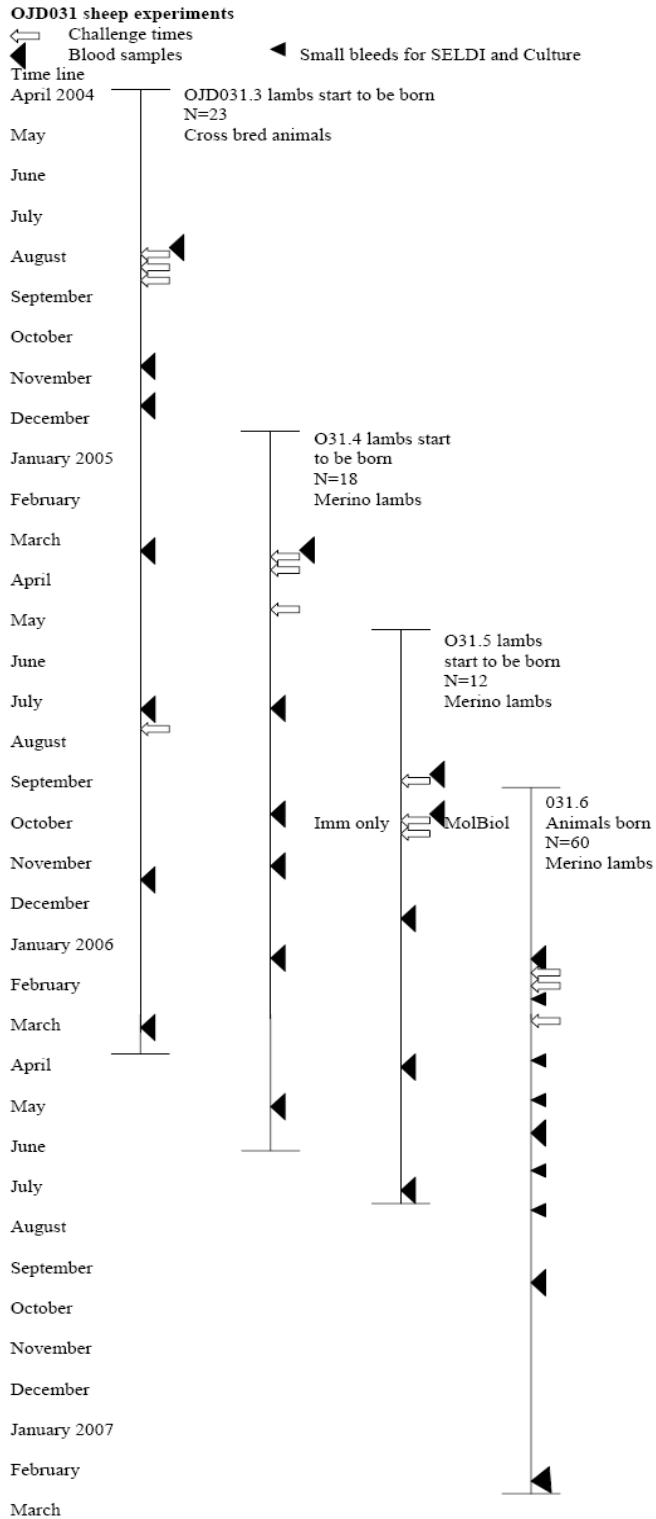 OJD031 sheep experiments
Challenge times
Blood samples
Small bleeds for SELDI and Culture
Time line
April 2004
OJD031.3 lambs start to be born
N=23
May
Cross bred animals
June
July
August
September
October
November
December
O31.4 lambs start
January 2005
to be born
N=18
February
Merino lambs
March
April
May
O31.5 lambs
June
start to be born
N=12
July
Merino lambs
August
September
031.6
October
Imm only
MolBiol
Animals born
N=60
November
Merino lambs
December
January 2006
February
March
April
May
June
July
August
September
October
November
December
January 2007
February
March